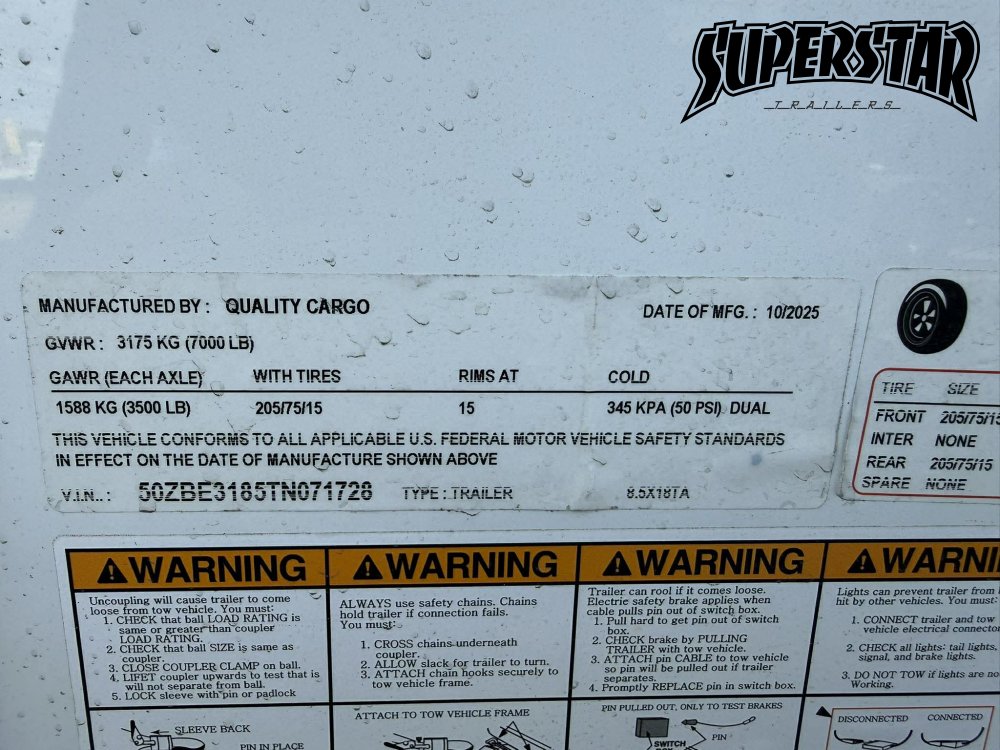 SUPERSTAR
TRAILERS
MANUFACTURED BY : QUALITY CARGO DATE OF MFG. : 10/2025
GVWR : 3175 KG (7000 LB)
GAWR (EACH AXLE) WITH TIRES RIMS AT COLD
1588 KG (3500 LB) 205/75/15 15 345 KPA (50 PSI) DUAL
THIS VEHICLE CONFORMS TO ALL APPLICABLE U.S. FEDERAL MOTOR VEHICLE SAFETY STANDARDS
IN EFFECT ON THE DATE OF MANUFACTURE SHOWN ABOVE
V.I.N..: 50ZBE3185TN071728 TYPE : TRAILER 8.5X18TA
TIRE SIZE
FRONT 205/75/15
INTER NONE
REAR 205/75/15
SPARE NONE
WARNING
Uncoupling will cause trailer to come
loose from tow vehicle. You must:
1. CHECK that ball LOAD RATING is
same or greater than coupler
LOAD RATING.
2. CHECK that ball SIZE is same as
coupler.
3. CLOSE COUPLER CLAMP on ball.
4. LIFET coupler upwards to test that is
will not separate from ball.
5. LOCK sleeve with pin or padlock
SLEEVE BACK
PIN IN PLACE
WARNING
ALWAYS use safety chains. Chains
hold trailer if connection fails.
You must:
1. CROSS chains underneath
coupler.
2. ALLOW slack for trailer to turn.
3. ATTACH chain hooks securely to
tow vehicle frame.
ATTACH TO TOW VEHICLE FRAME
WARNING
Trailer can rool if it comes loose.
Electric safety brake applies when
cable pulls pin out of switch box.
1. Pull hard to get pin out of switch
box.
2. CHECK brake by PULLING
TRAILER with tow vehicle.
3. ATTACH pin CABLE to tow vehicle
so pin will be pulled out if trailer
separates.
4. Promptly REPLACE pin in switch box.
PIN PULLED OUT, ONLY TO TEST BRAKES
PIN
SWITCH
WARNI
Lights can prevent trailer from
hit by other vehicles. You must:
1. CONNECT trailer and tow
vehicle electrical connecto
2. CHECK all lights: tail lights,
signal, and brake lights.
3. DO NOT TOW if lights are no
Working.
DISCONNECTED CONNECTED